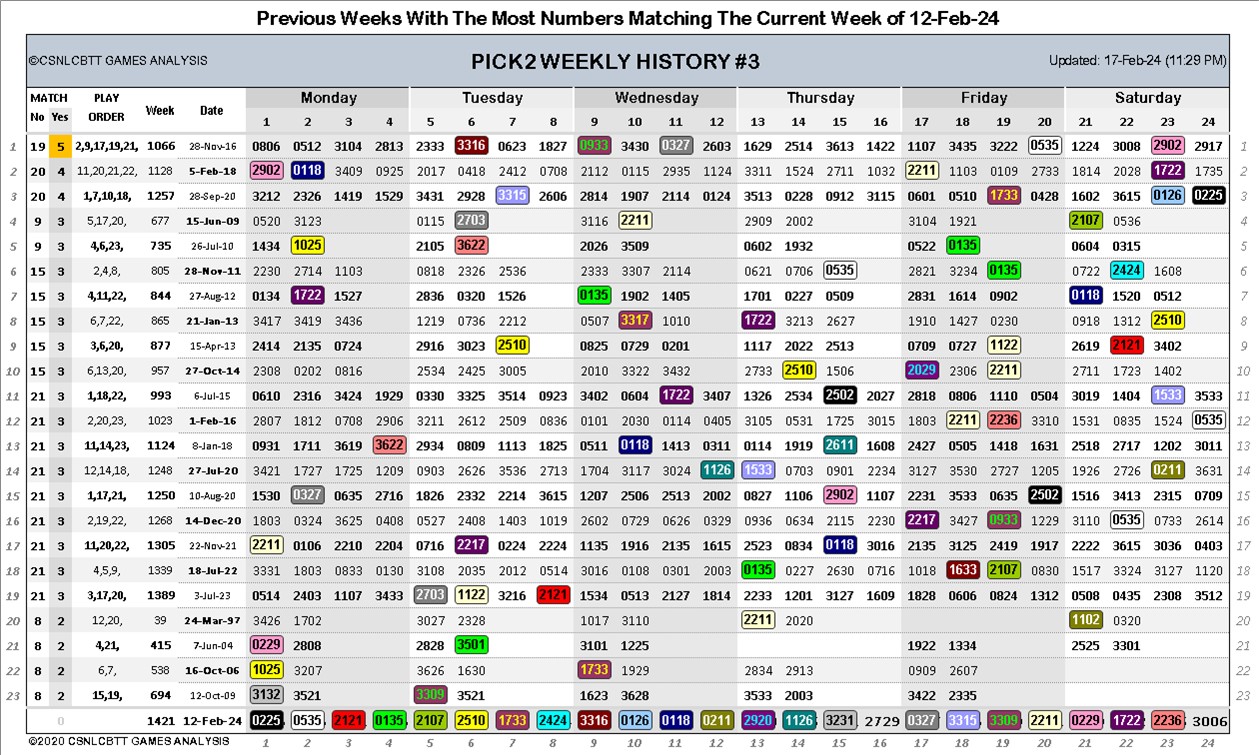 Previous Weeks With The Most Numbers Matching The Current Week of 12-Feb-24
©CSNLCBTT GAMES ANALYSIS PICK2 WEEKLY HISTORY #3 Updated: 17-Feb-24 (11:29 PM)
MATCH PLAY Week Date Monday Tuesday Wednesday Thursday Friday Saturday
No Yes ORDER 1 2 3 4 5 6 7 8 9 10 11 12 13 14 15 16 17 18 19 20 21 22 23 24
1 19 5 2,9,17,19,21, 1066 28-Nov-16 0806 0512 3104 2813 2333 3316 0623 1827 0933 3430 0327 2603 1629 2514 3613 1422 1107 3435 3222 0535 1224 3008 2902 2917 1
2 20 4 11,20,21,22, 1128 5-Feb-18 2902 0118 3409 0925 2017 0418 2412 0708 2112 0115 2935 1124 3311 1524 2711 1032 2211 1103 0109 2733 1814 2028 1722 1735 2
3 20 4 1,7,10,18, 1257 28-Sep-20 3212 2326 1419 1529 3431 2928 3315 2606 2814 1907 2114 0124 3513 0228 0912 3115 0601 0510 1733 0428 1602 3615 0126 0225 3
4 9 3 5,17,20, 677 15-Jun-09 0520 3123 0115 2703 3116 2211 2909 2002 3104 1921 2107 0536 4
5 9 3 4,6,23, 735 26-Jul-10 1434 1025 2105 3622 2026 3509 0602 1932 0522 0135 0604 0315 5
6 15 3 2,4,8, 805 28-Nov-11 2230 2714 1103 0818 2326 2536 2333 3307 2114 0621 0706 0535 2821 3234 0135 0722 2424 1608 6
7 15 3 4,11,22, 844 27-Aug-12 0134 1722 1527 2836 0320 1526 0135 1902 1405 1701 0227 0509 2831 1614 0902 0118 1520 0512 7
8 15 3 6,7,22, 865 21-Jan-13 3417 3419 3436 1219 0736 2212 0507 3317 1010 1722 3213 2627 1910 1427 0230 0918 1312 2510 8
9 15 3 3,6,20, 877 15-Apr-13 2414 2135 0724 2916 3023 2510 0825 0729 0201 1117 2022 2513 0709 0727 1122 2619 2121 3402 9
10 15 3 6,13,20, 957 27-Oct-14 2308 0202 0816 2534 2425 3005 2010 3322 3432 2733 2510 1506 2029 2306 2211 2711 1723 1402 10
11 21 3 1,18,22, 993 6-Jul-15 0610 2316 3424 1929 0330 3325 3514 0923 3402 0604 1722 3407 1326 2534 2502 2027 2818 0806 1110 0504 3019 1404 1533 3533 11
12 21 3 2,20,23, 1023 1-Feb-16 2807 1812 0708 2906 3211 2612 2509 0836 0101 2030 0114 0405 3105 0531 1725 3015 1803 2211 2236 3130 1531 0835 1524 0535 12
13 21 3 11,14,23, 1124 8-Jan-18 0931 1711 3619 3622 2934 0809 1113 1825 0511 0118 1413 0311 0114 1919 2611 1608 2427 0505 1418 1631 2518 2717 1202 3011 13
14 21 3 12,14,18, 1248 27-Jul-20 3421 1727 1725 1209 0903 2626 3536 2713 1704 3117 3024 1126 1533 0703 0901 2234 3127 3530 2727 1205 1926 2726 0211 3631 14
15 21 3 1,17,21, 1250 10-Aug-20 1530 0327 0635 2716 1826 2332 2214 3615 1207 2506 2513 2002 0827 1106 2902 1107 2231 3533 0635 2502 1516 3413 2315 0709 15
16 21 3 2,19,22, 1268 14-Dec-20 1803 0324 3625 0408 0527 2408 1403 1019 2602 0729 0626 0329 0936 0634 2115 2230 2217 3427 0933 1229 3110 0535 0733 2614 16
17 21 3 11,20,22, 1305 22-Nov-21 2211 0106 2210 2204 0716 2217 0224 2224 1135 1916 2135 1615 2523 0834 0118 3016 2135 3125 2419 1917 2222 3615 3036 0403 17
18 21 3 4,5,9, 1339 18-Jul-22 3331 1803 0833 0130 3108 2035 2012 0514 3016 0108 0301 2003 0135 0227 2630 0716 1018 1633 2107 0830 1517 3324 3127 1120 18
19 21 3 3,17,20, 1389 3-Jul-23 0514 2403 1107 3433 2703 1122 3216 2121 1534 0513 2127 1814 2233 1201 3127 1609 1828 0606 0824 1312 0508 0435 2308 3512 19
20 8 2 12,20, 39 24-Mar-97 3426 1702 3027 2328 1017 3110 2211 2020 1102 0320 20
21 8 2 4,21, 415 7-Jun-04 0229 2808 2828 3501 3101 1225 1922 1334 2525 3301 21
22 8 2 6,7, 538 16-Oct-06 1025 3207 3626 1630 1733 1929 2834 2913 0909 2607 22
23 8 2 15,19, 694 12-Oct-09 3132 3521 3309 3521 1623 3628 3533 2003 3422 2335 23
0 1421 12-Feb-24 0225 0535 2121 0135 2107 2510 1733 2424 3316 0126 0118 0211 2920 1126 3231 2729 0327 3315 3309 2211 0229 1722 2236 3006
©2020 CSNLCBTT GAMES ANALYSIS 1 2 3 4 5 6 7 8 9 10 11 12 13 14 15 16 17 18 19 20 21 22 23 24